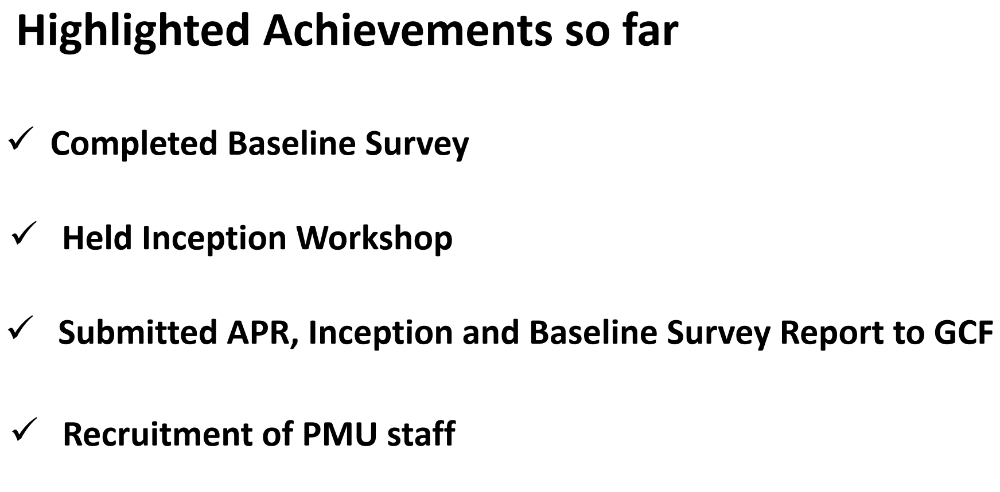 Highlighted Achievements so far
✓ Completed Baseline Survey
✓ Held Inception Workshop
✓ Submitted APR, Inception and Baseline Survey Report to GCF
✓ Recruitment of PMU staff